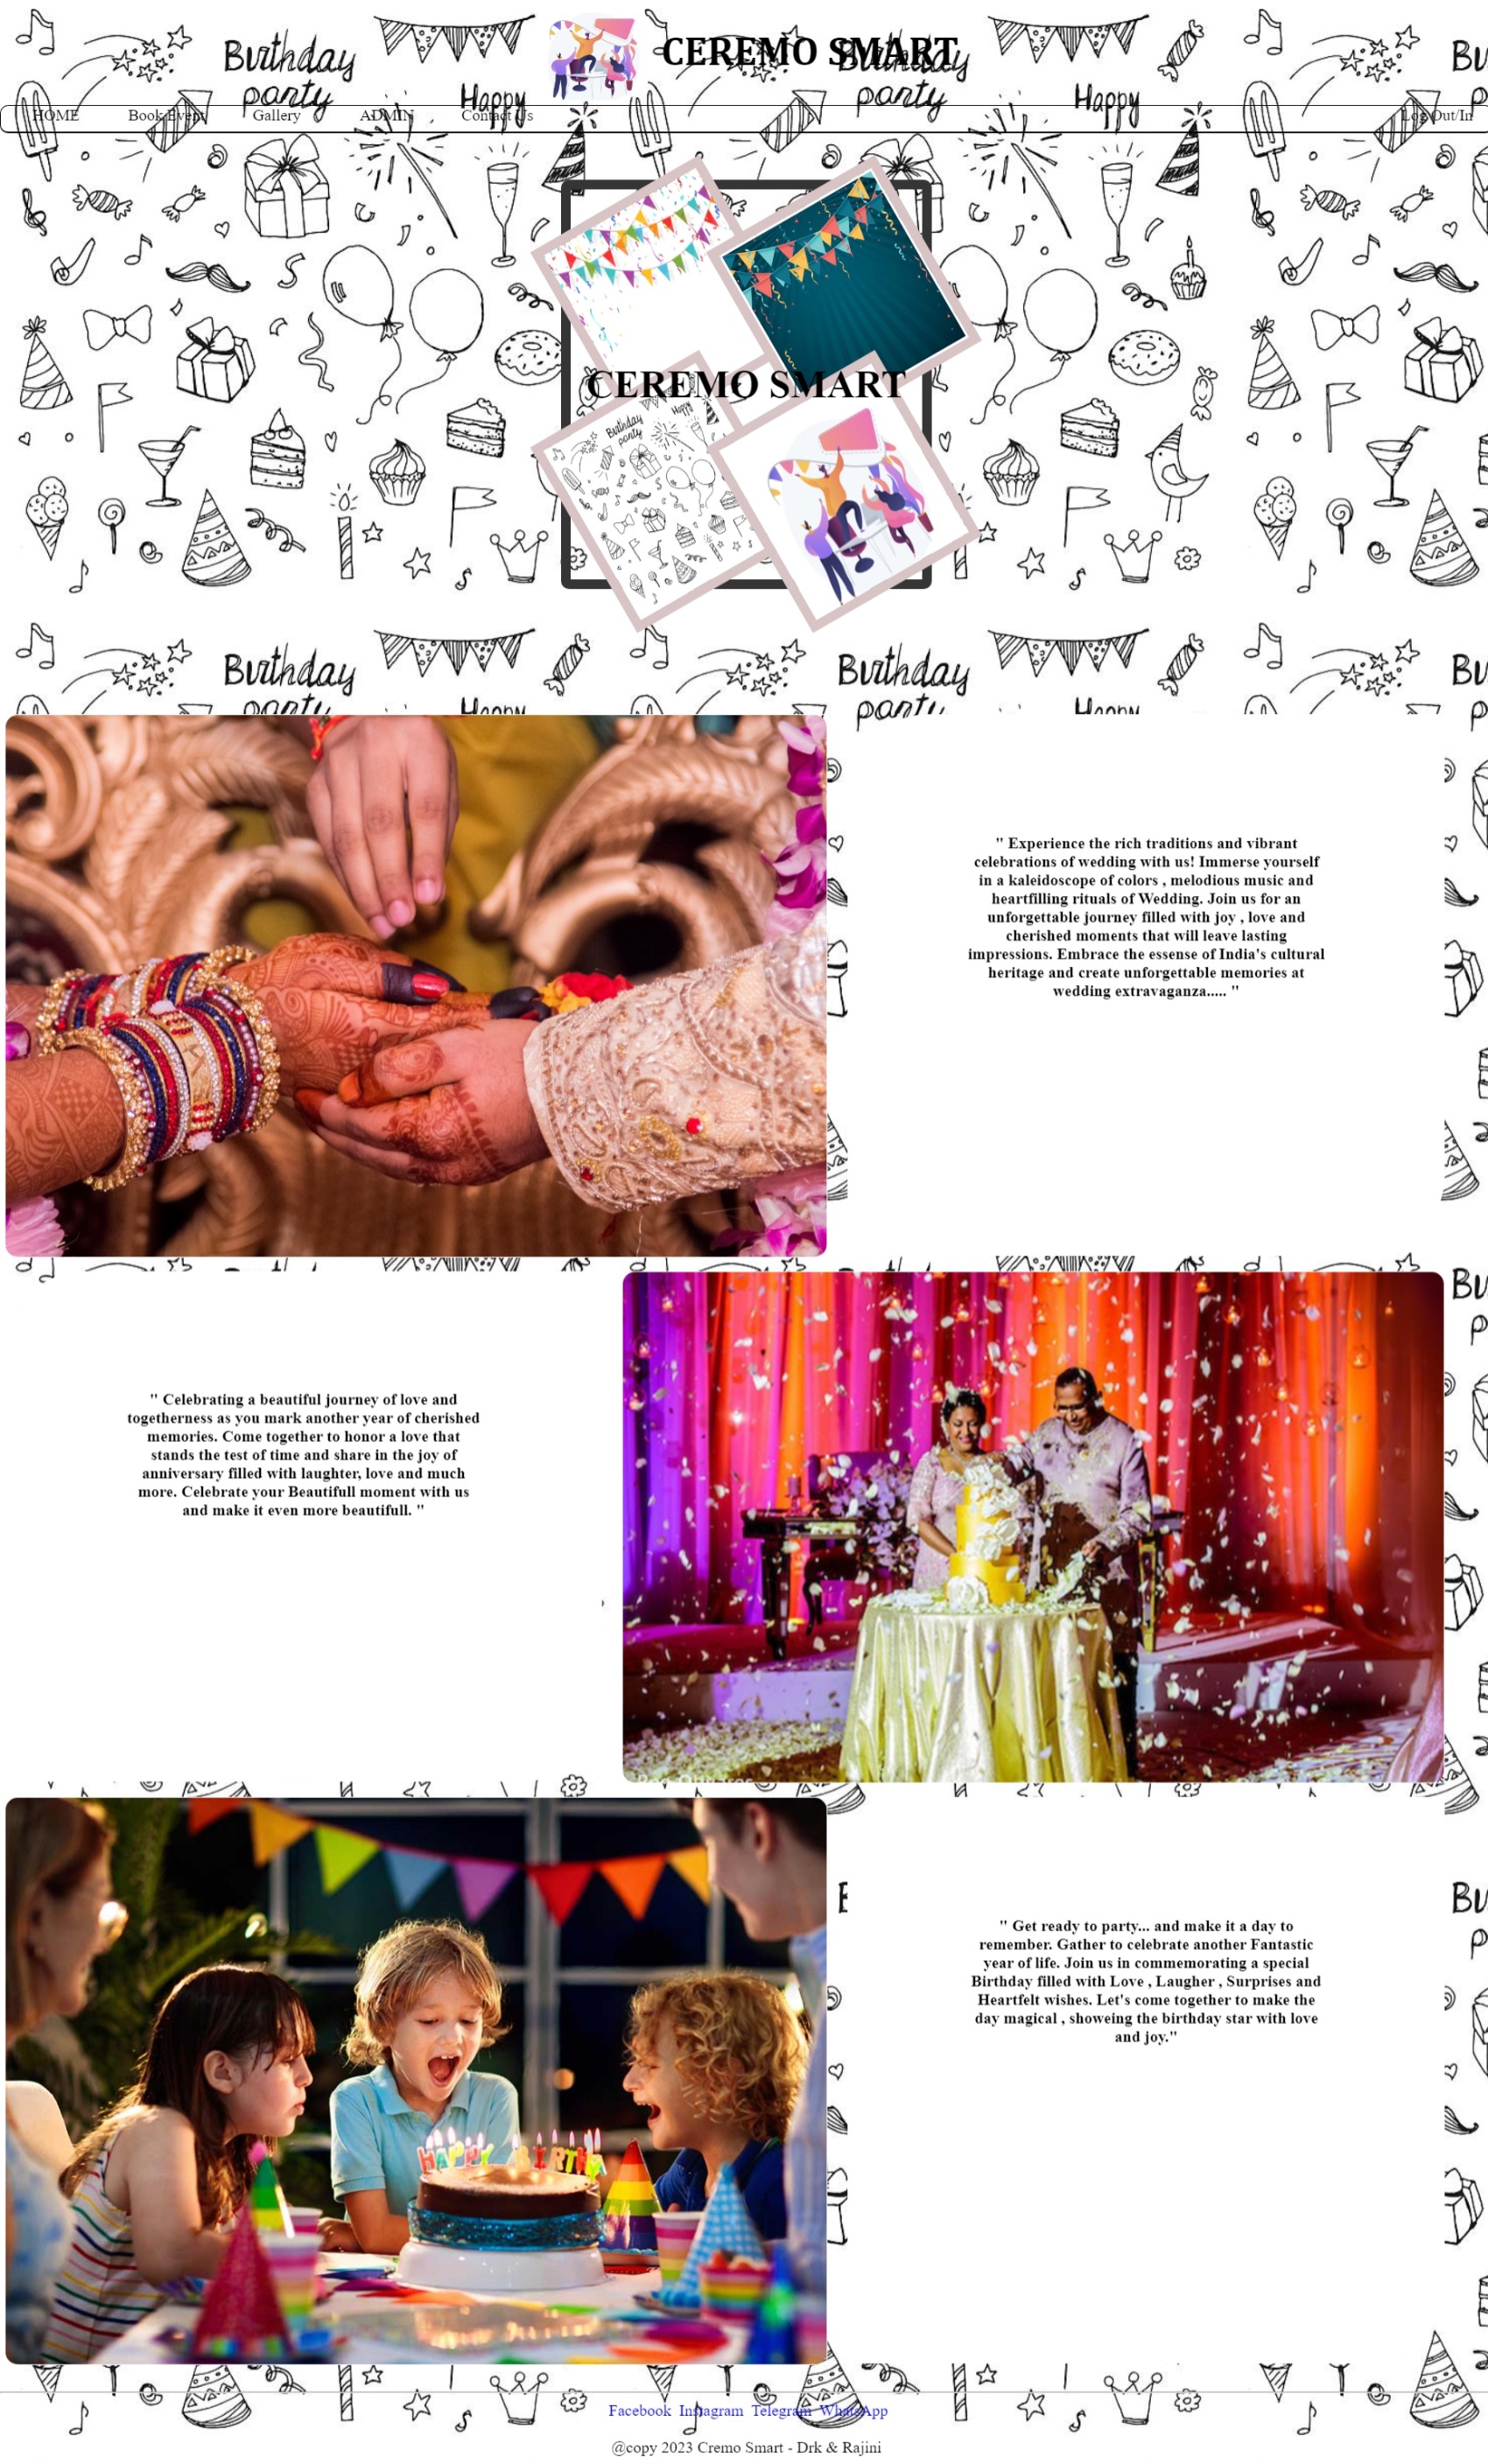 CEREMO SMART
Birthday
party
Happy
Birthday
party
Happy
HOME Book Event Gallery ADMIN Contact Us Log Out/In
CEREMO SMART
Birthday
party
Happy
Birthday
party
Happy
Birthday
party
Happy
" Experience the rich traditions and vibrant
celebrations of wedding with us! Immerse yourself
in a kaleidoscope of colors , melodious music and
heartfilling rituals of Wedding. Join us for an
unforgettable journey filled with joy , love and
cherished moments that will leave lasting
impressions. Embrace the essense of India's cultural
heritage and create unforgettable memories at
wedding extravaganza..... "
" Celebrating a beautiful journey of love and
togetherness as you mark another year of cherished
memories. Come together to honor a love that
stands the test of time and share in the joy of
anniversary filled with laughter, love and much
more. Celebrate your Beautifull moment with us
and make it even more beautifull. "
" Get ready to party... and make it a day to
remember. Gather to celebrate another Fantastic
year of life. Join us in commemorating a special
Birthday filled with Love , Laugher , Surprises and
Heartfelt wishes. Let's come together to make the
day magical , showeing the birthday star with love
and joy."
HAPPY BIRTH
Facebook Instagram Telegram WhatsApp
@copy 2023 Cremo Smart - Drk & Rajini